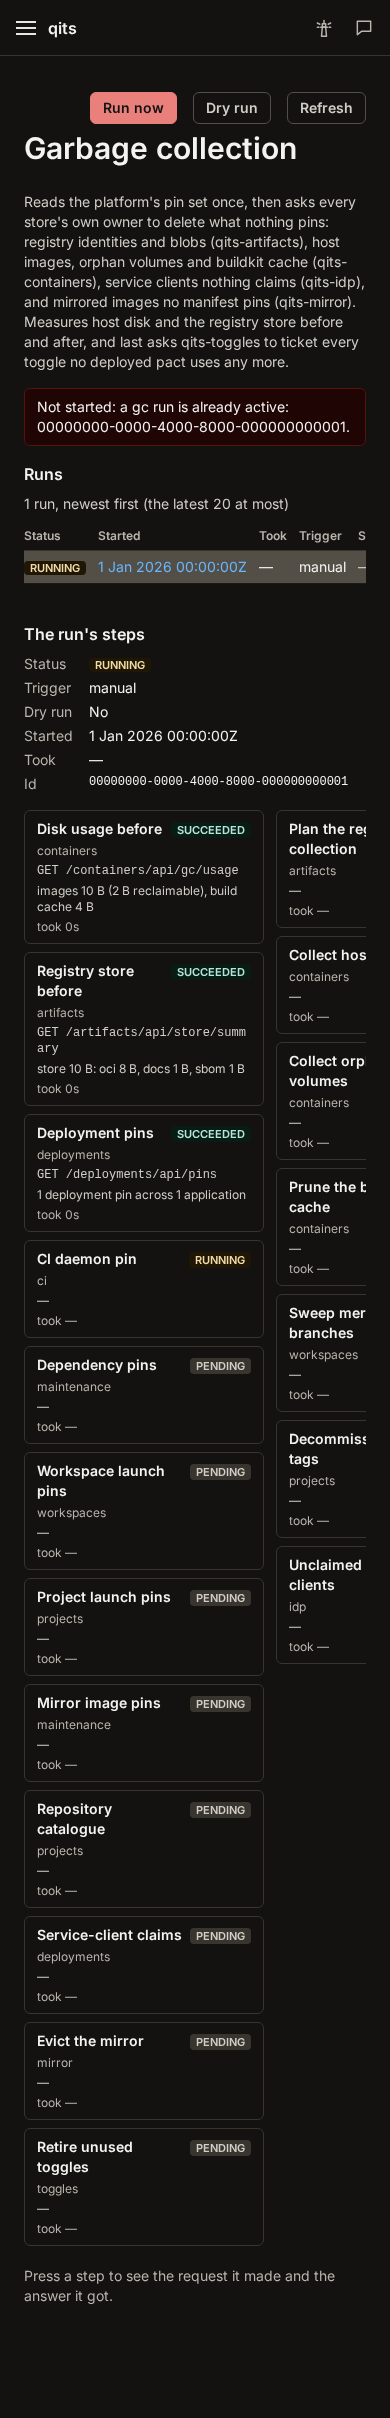 qits
Run now
Dry run
Refresh
Garbage collection
Reads the platform's pin set once, then asks every
store's own owner to delete what nothing pins:
registry identities and blobs (qits-artifacts), host
images, orphan volumes and buildkit cache (qits-
containers), service clients nothing claims (qits-idp),
and mirrored images no manifest pins (qits-mirror).
Measures host disk and the registry store before
and after, and last asks qits-toggles to ticket every
toggle no deployed pact uses any more.
Not started: a gc run is already active:
00000000-0000-4000-8000-000000000001.
Runs
1 run, newest first (the latest 20 at most)
Status Started Took Trigger S
RUNNING 1 Jan 2026 00:00:00Z — manual —
The run's steps
Status RUNNING
Trigger manual
Dry run No
Started 1 Jan 2026 00:00:00Z
Took —
Id 00000000-0000-4000-8000-000000000001
Disk usage before SUCCEEDED
containers
GET /containers/api/gc/usage
images 10 B (2 B reclaimable), build
cache 4 B
took 0s
Registry store SUCCEEDED
before
artifacts
GET /artifacts/api/store/summ
ary
store 10 B: oci 8 B, docs 1 B, sbom 1 B
took 0s
Deployment pins SUCCEEDED
deployments
GET /deployments/api/pins
1 deployment pin across 1 application
took 0s
CI daemon pin RUNNING
ci
—
took —
Dependency pins PENDING
maintenance
—
took —
Workspace launch PENDING
pins
workspaces
—
took —
Project launch pins PENDING
projects
—
took —
Mirror image pins PENDING
maintenance
—
took —
Repository PENDING
catalogue
projects
—
took —
Service-client claims PENDING
deployments
—
took —
Evict the mirror PENDING
mirror
—
took —
Retire unused PENDING
toggles
toggles
—
took —
Plan the reg
collection
artifacts
—
took —
Collect hos
containers
—
took —
Collect orp
volumes
containers
—
took —
Prune the b
cache
containers
—
took —
Sweep mer
branches
workspaces
—
took —
Decommiss
tags
projects
—
took —
Unclaimed
clients
idp
—
took —
Press a step to see the request it made and the
answer it got.